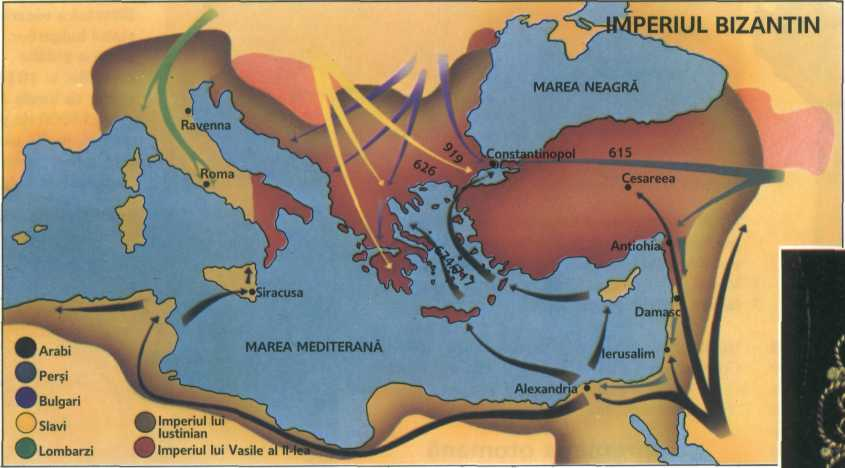 IMPERIUL BIZANTIN
MAREA NEAGRĂ
Ravenna
Roma
919
626
Constantinopol
615
Cesareea
Antiohia
Siracusa
Damasc
Ierusalim
Alexandria
MAREA MEDITERANĂ
Arabi
Perşi
Bulgari
Slavi
Lombarzi
Imperiul lui
Iustinian
Imperiul lui Vasile al II-lea